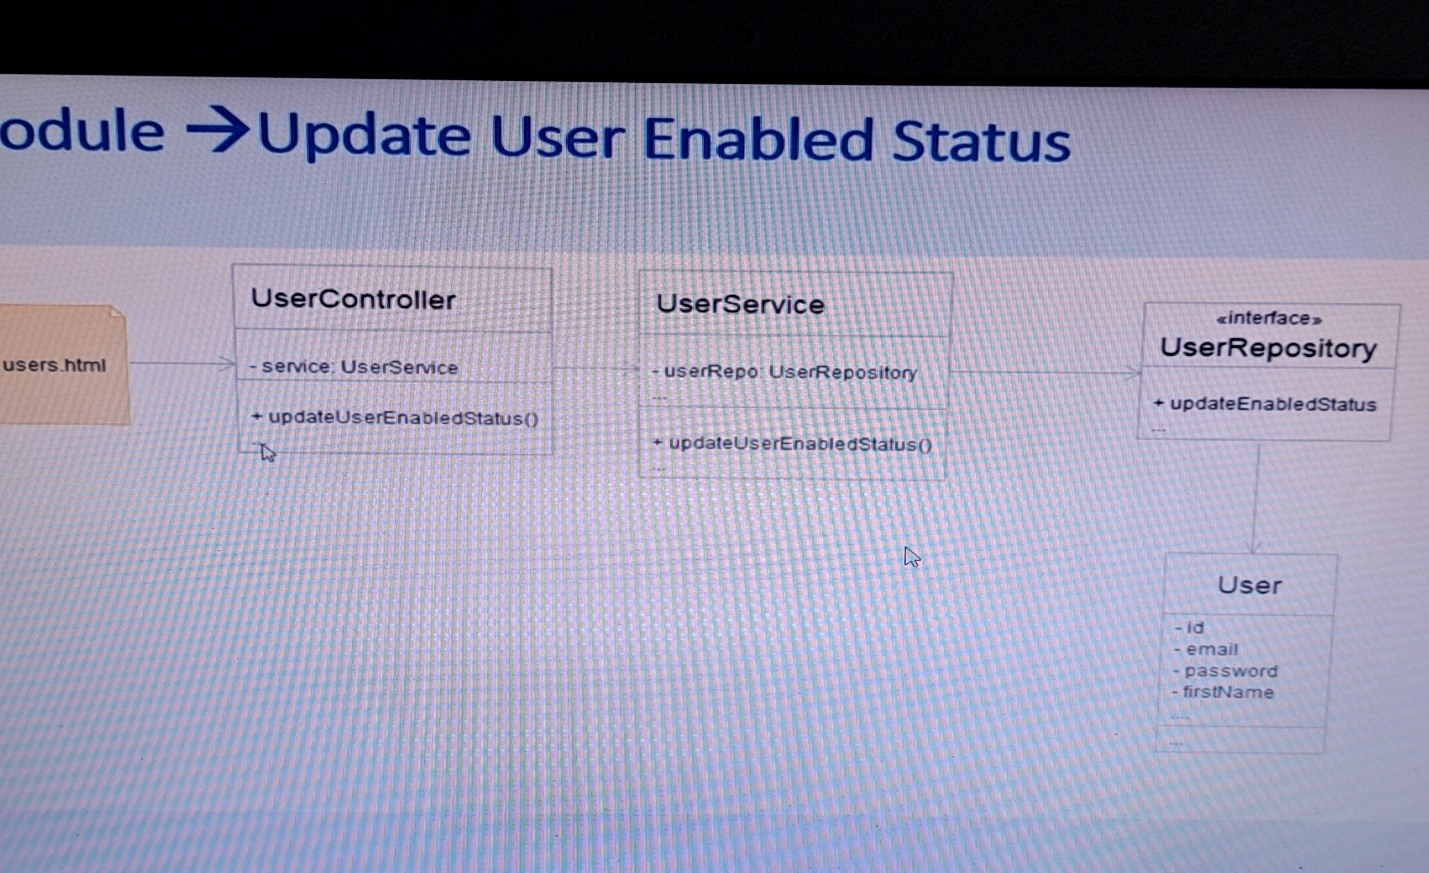 odule →Update User Enabled Status
users.html
UserController
- service: UserService
+ updateUserEnabledStatus()
UserService
- userRepo: UserRepository
...
+ updateUserEnabledStatus()
...
«interface»
UserRepository
+ updateEnabledStatus
...
User
- id
- email
- password
- firstName
....
...